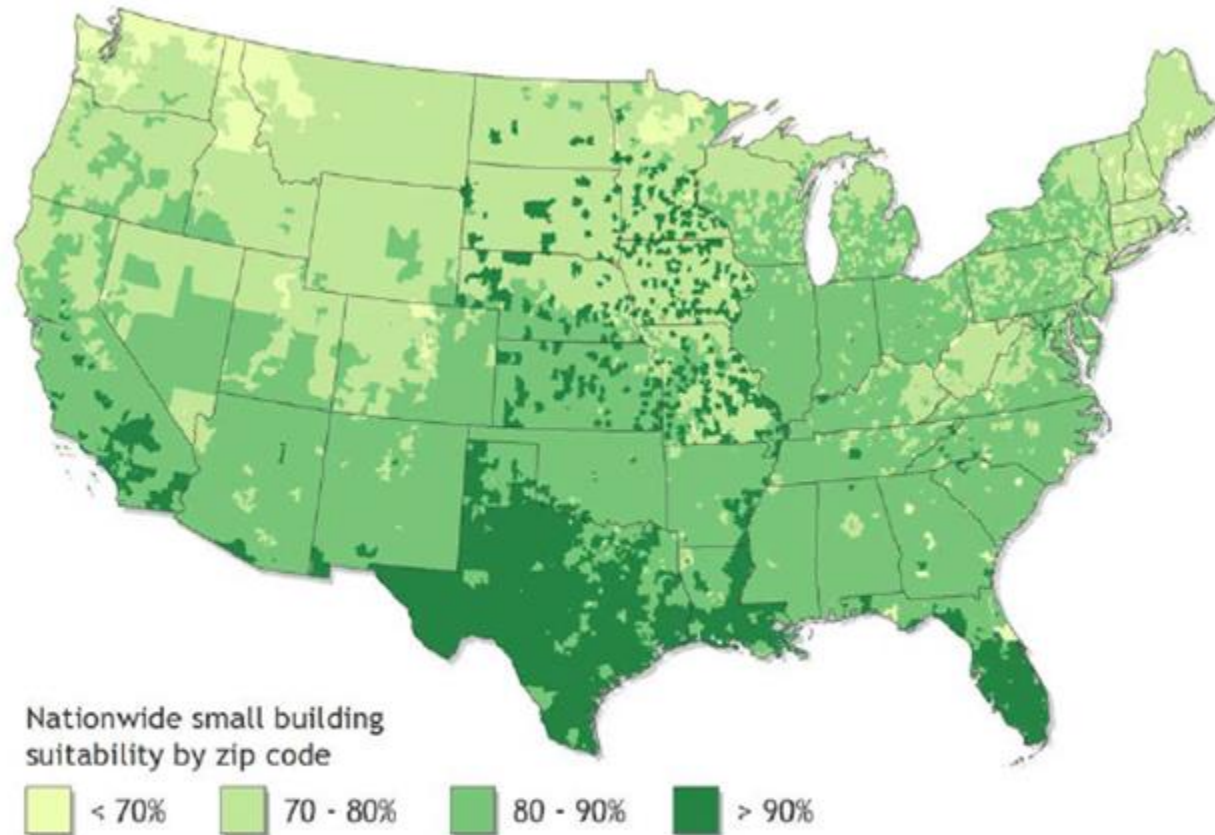 Nationwide small building
suitability by zip code
< 70%
70 - 80%
80 - 90%
> 90%